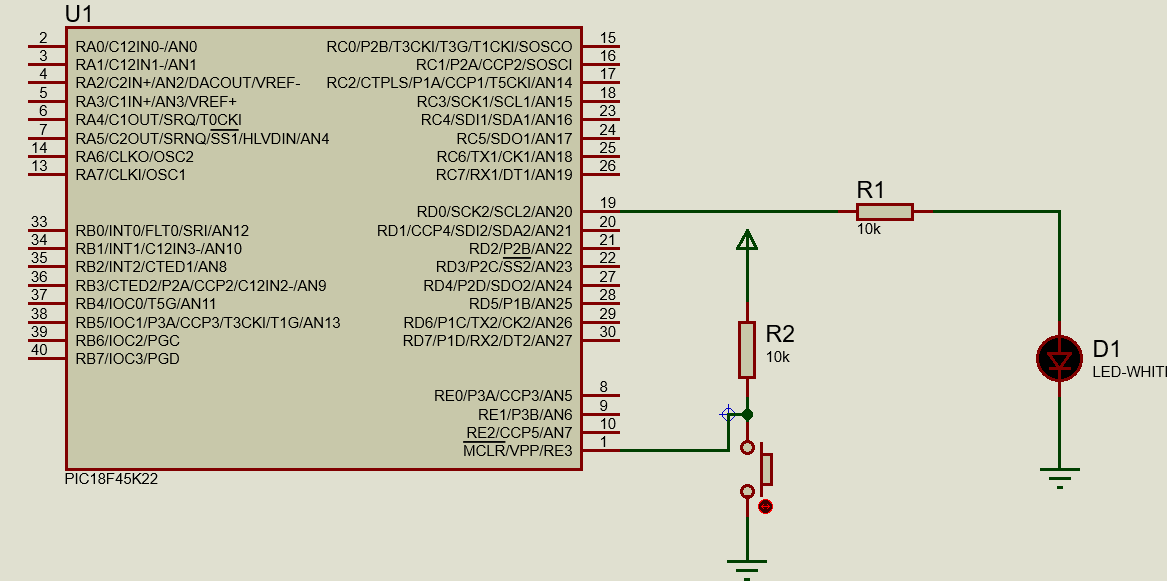 U1
2 RA0/C12IN0-/AN0
3 RA1/C12IN1-/AN1
4 RA2/C2IN+/AN2/DACOUT/VREF-
5 RA3/C1IN+/AN3/VREF+
6 RA4/C1OUT/SRQ/T0CKI
7 RA5/C2OUT/SRNQ/SS1/HLVDIN/AN4
14 RA6/CLKO/OSC2
13 RA7/CLKI/OSC1
33 RB0/INT0/FLT0/SRI/AN12
34 RB1/INT1/C12IN3-/AN10
35 RB2/INT2/CTED1/AN8
36 RB3/CTED2/P2A/CCP2/C12IN2-/AN9
37 RB4/IOC0/T5G/AN11
38 RB5/IOC1/P3A/CCP3/T3CKI/T1G/AN13
39 RB6/IOC2/PGC
40 RB7/IOC3/PGD
RC0/P2B/T3CKI/T3G/T1CKI/SOSCO 15
RC1/P2A/CCP2/SOSCI 16
RC2/CTPLS/P1A/CCP1/T5CKI/AN14 17
RC3/SCK1/SCL1/AN15 18
RC4/SDI1/SDA1/AN16 23
RC5/SDO1/AN17 24
RC6/TX1/CK1/AN18 25
RC7/RX1/DT1/AN19 26
RD0/SCK2/SCL2/AN20 19
RD1/CCP4/SDI2/SDA2/AN21 20
RD2/P2B/AN22 21
RD3/P2C/SS2/AN23 22
RD4/P2D/SDO2/AN24 27
RD5/P1B/AN25 28
RD6/P1C/TX2/CK2/AN26 29
RD7/P1D/RX2/DT2/AN27 30
RE0/P3A/CCP3/AN5 8
RE1/P3B/AN6 9
RE2/CCP5/AN7 10
MCLR/VPP/RE3 1
PIC18F45K22
R1
10k
R2
10k
D1
LED-WHIT